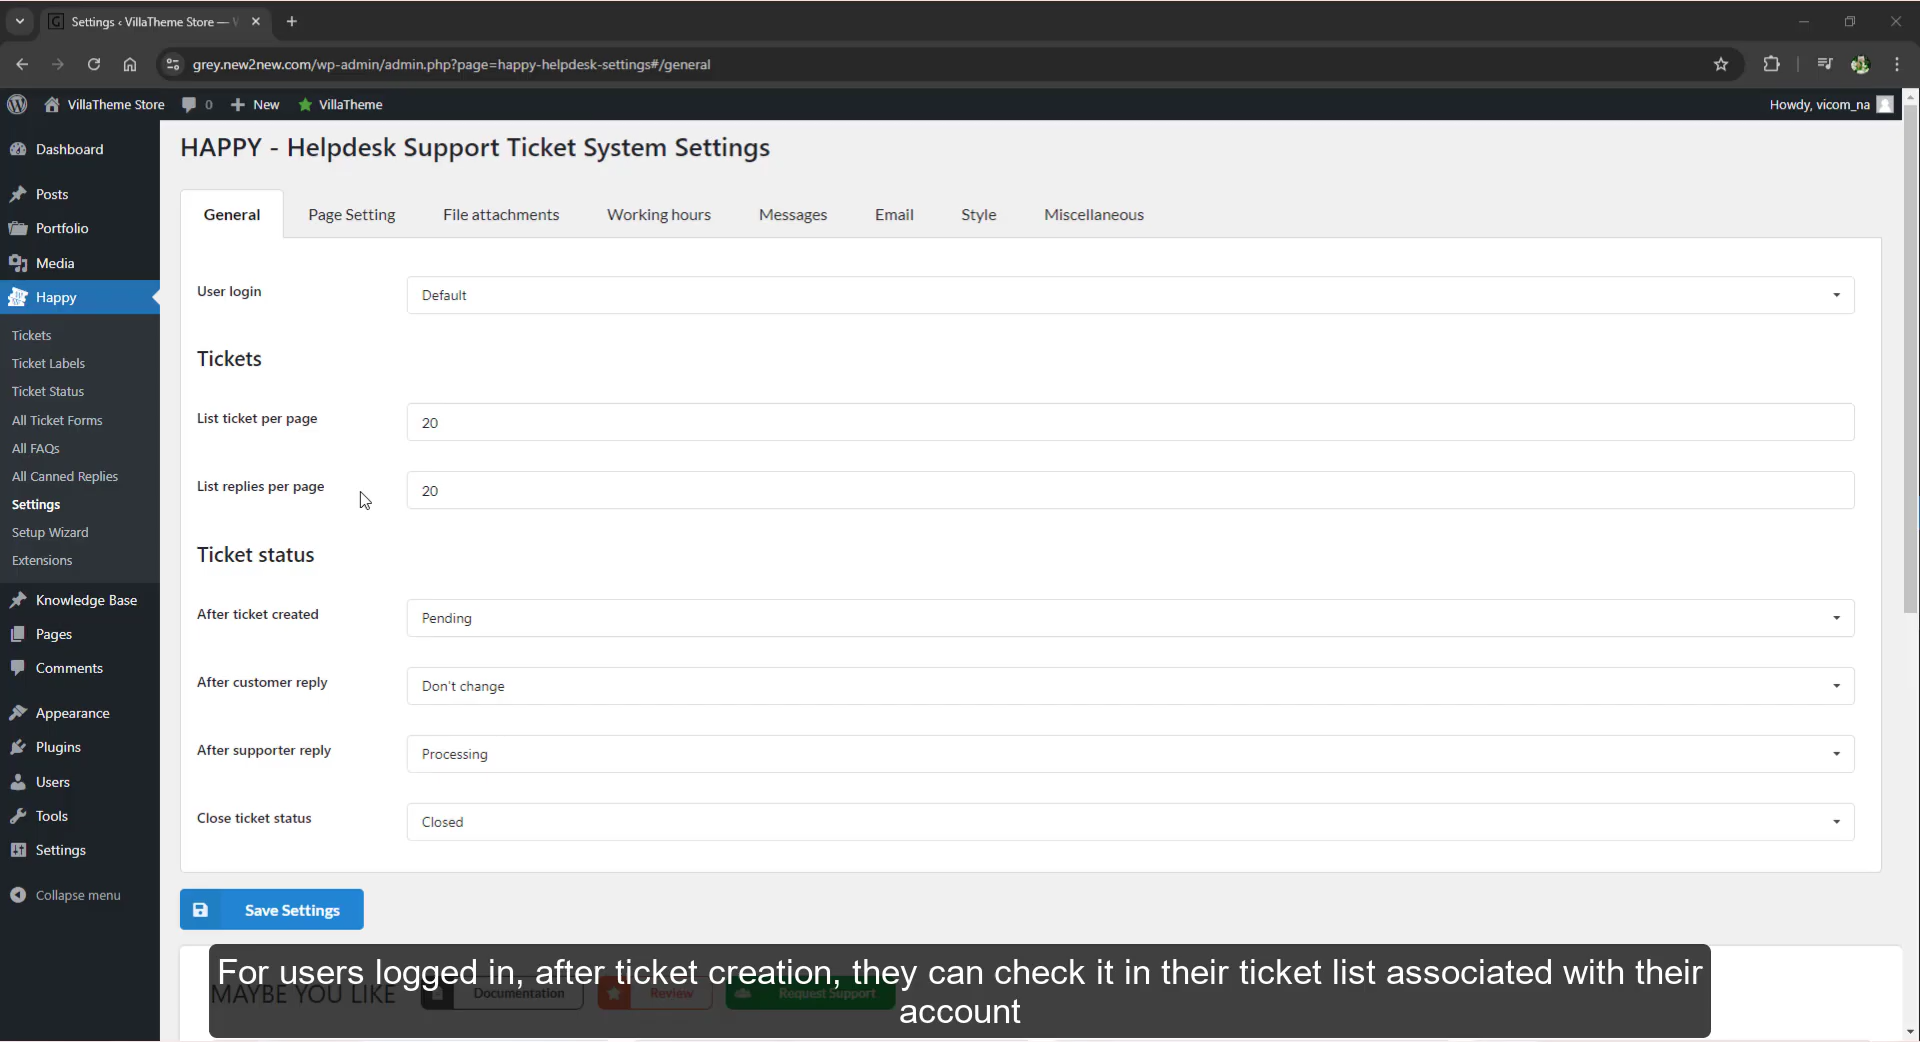 Settings ‹ VillaTheme Store — V
grey.new2new.com/wp-admin/admin.php?page=happy-helpdesk-settings#/general
VillaTheme Store 0 New VillaTheme Howdy, vicom_na
Dashboard
Posts
Portfolio
Media
Happy
Tickets
Ticket Labels
Ticket Status
All Ticket Forms
All FAQs
All Canned Replies
Settings
Setup Wizard
Extensions
Knowledge Base
Pages
Comments
Appearance
Plugins
Users
Tools
Settings
Collapse menu
HAPPY - Helpdesk Support Ticket System Settings
General Page Setting File attachments Working hours Messages Email Style Miscellaneous
User login Default
Tickets
List ticket per page 20
List replies per page 20
Ticket status
After ticket created Pending
After customer reply Don't change
After supporter reply Processing
Close ticket status Closed
Save Settings
MAYBE YOU LIKE Documentation Review Request Support
For users logged in, after ticket creation, they can check it in their ticket list associated with their
account